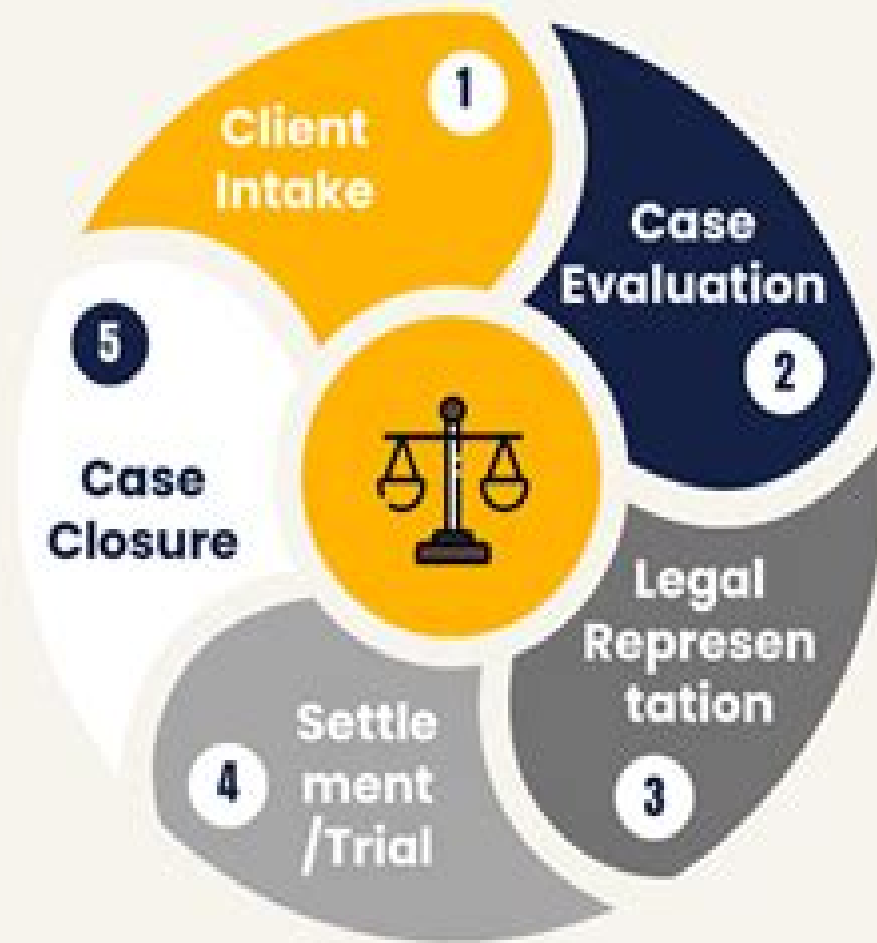 1
Client
Intake
Case
Evaluation
2
Legal
Represen
tation
3
Settle
ment
/Trial
4
5
Case
Closure